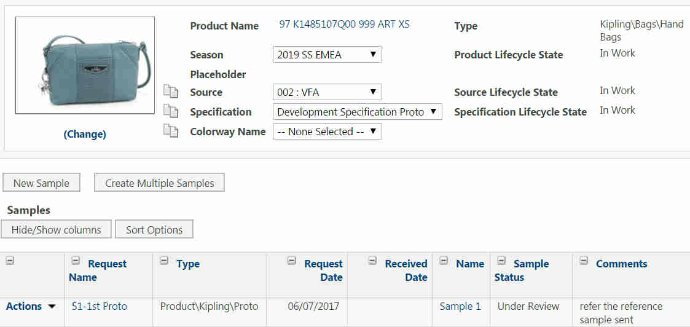 Product Name 97 K1485107Q00 999 ART XS Type Kipling\Bags\Hand
Bags
Season 2019 SS EMEA Product Lifecycle State In Work
Placeholder
Source 002 : VFA Source Lifecycle State In Work
Specification Development Specification Proto Specification Lifecycle State In Work
(Change)
Colorway Name -- None Selected --
New Sample Create Multiple Samples
Samples
Hide/Show columns Sort Options
Request Name Type Request Date Received Date Name Sample Status Comments
Actions 51-1st Proto Product\Kipling\Proto 06/07/2017 Sample 1 Under Review refer the reference
sample sent